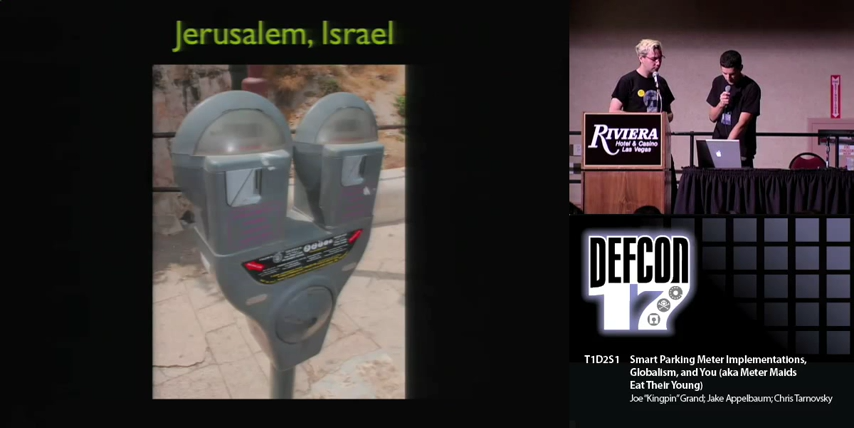 Jerusalem, Israel
RIVIERA
Hotel & Casino
Las Vegas
DEFCON
17
T1D2S1 Smart Parking Meter Implementations,
Globalism, and You (aka Meter Maids
Eat Their Young)
Joe "Kingpin" Grand; Jake Appelbaum; Chris Tarnovsky